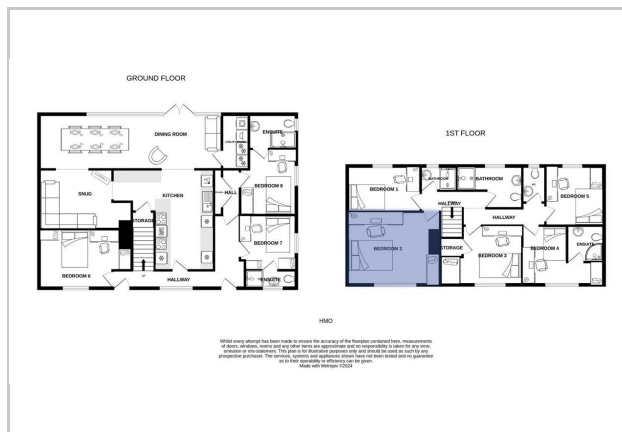 GROUND FLOOR
DINING ROOM
ENSUITE
SNUG
KITCHEN
HALL
BEDROOM 8
STORAGE
BEDROOM 7
UP
BEDROOM 6
HALLWAY
ENSUITE
1ST FLOOR
BEDROOM 1
BATHROOM
BATHROOM
BEDROOM 5
HALLWAY
HALLWAY
BEDROOM 2
STORAGE
BEDROOM 3
BEDROOM 4
ENSUITE
HMO
Whilst every attempt has been made to ensure the accuracy of the floorplan contained here, measurements
of doors, windows, rooms and any other items are approximate and no responsibility is taken for any error,
omission or mis-statement. This plan is for illustrative purposes only and should be used as such by any
prospective purchaser. The services, systems and appliances shown have not been tested and no guarantee
as to their operability or efficiency can be given.
Made with Metropix ©2024